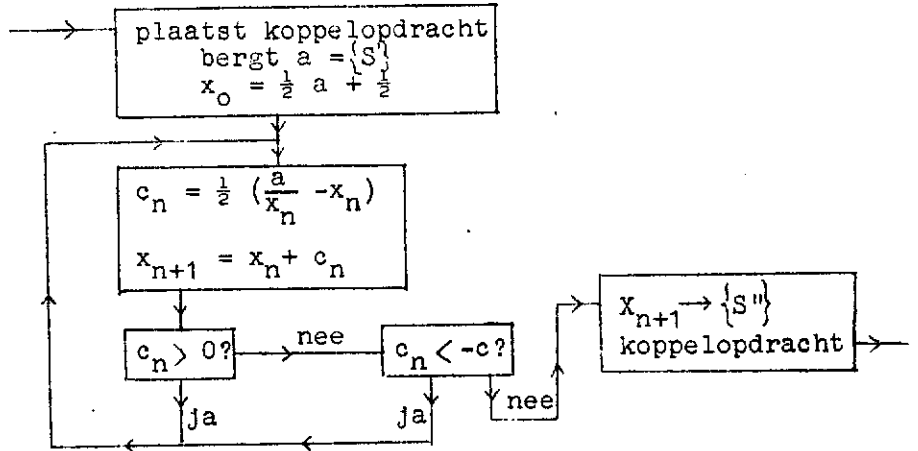 plaatst koppelopdracht
bergt a = {S'}
x₀ = ½ a + ½
cₙ = ½ (a/xₙ -xₙ)
xₙ₊₁ = xₙ+ cₙ
cₙ > 0?
nee
cₙ < -c?
ja
ja
nee
Xₙ₊₁ → {S"}
koppelopdracht